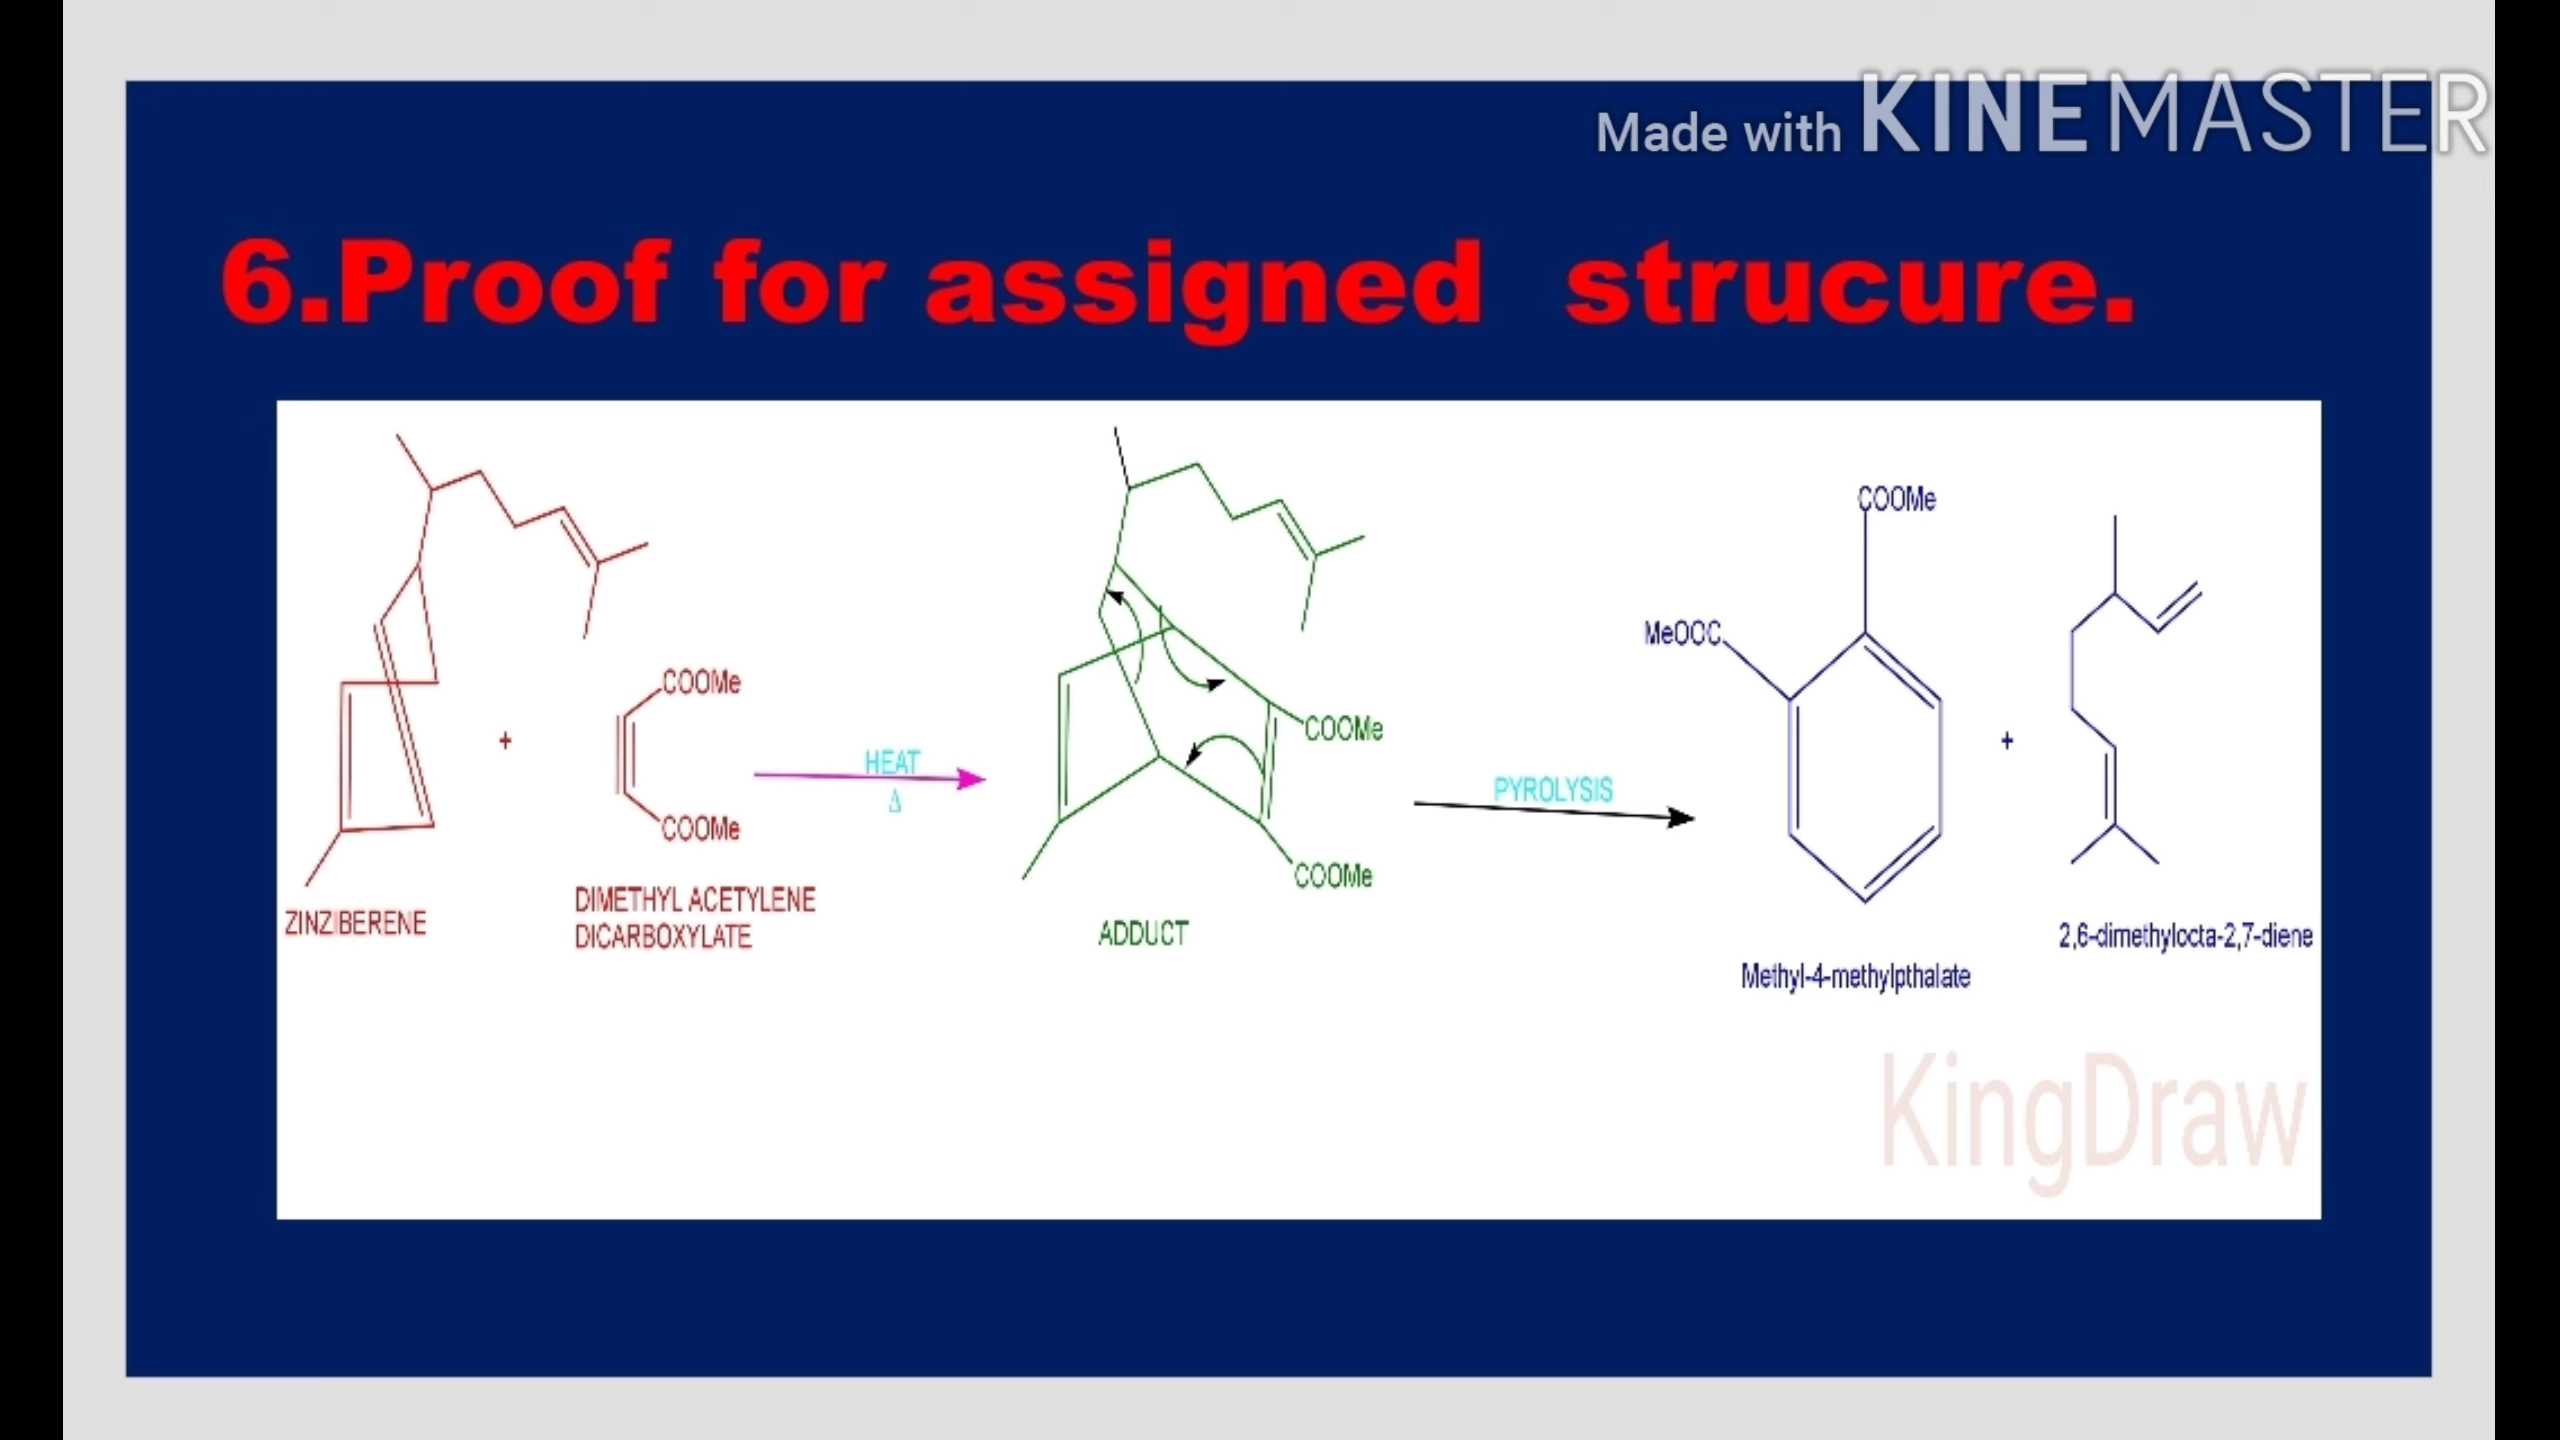 Made with KINEMASTER
6.Proof for assigned strucure.
COOMe
MeOOC
COOMe
COOMe
+
COOMe
HEAT
Δ
COOMe
PYROLYSIS
+
COOMe
ZINZIBERENE
DIMETHYL ACETYLENE
DICARBOXYLATE
ADDUCT
2,6-dimethylocta-2,7-diene
Methyl-4-methylpthalate
KingDraw